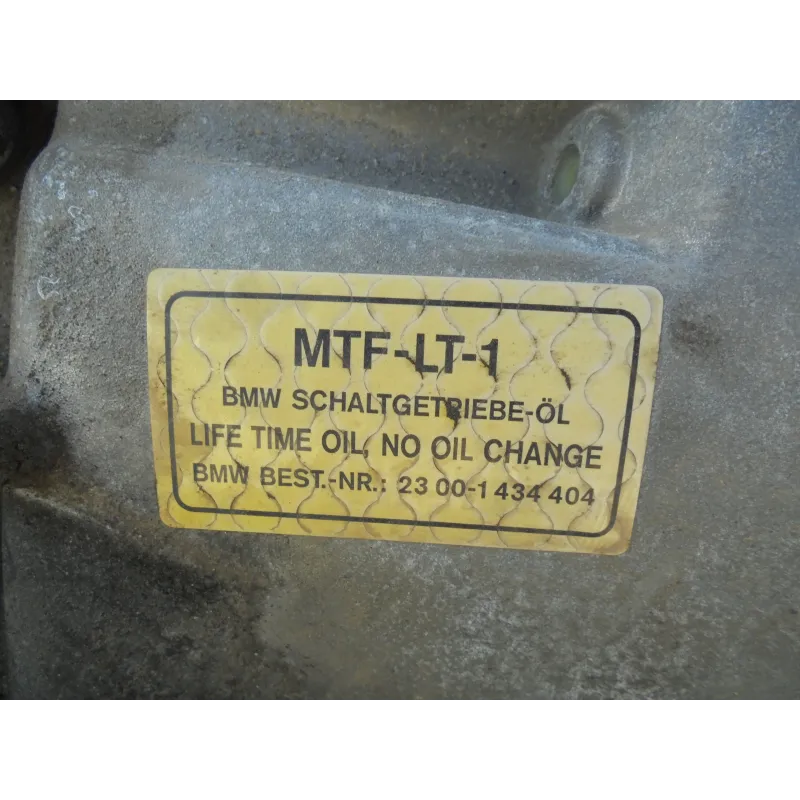 MTF-LT-1
BMW SCHALTGETRIEBE-ÖL
LIFE TIME OIL, NO OIL CHANGE
BMW BEST.-NR.: 23 00-1 434 404